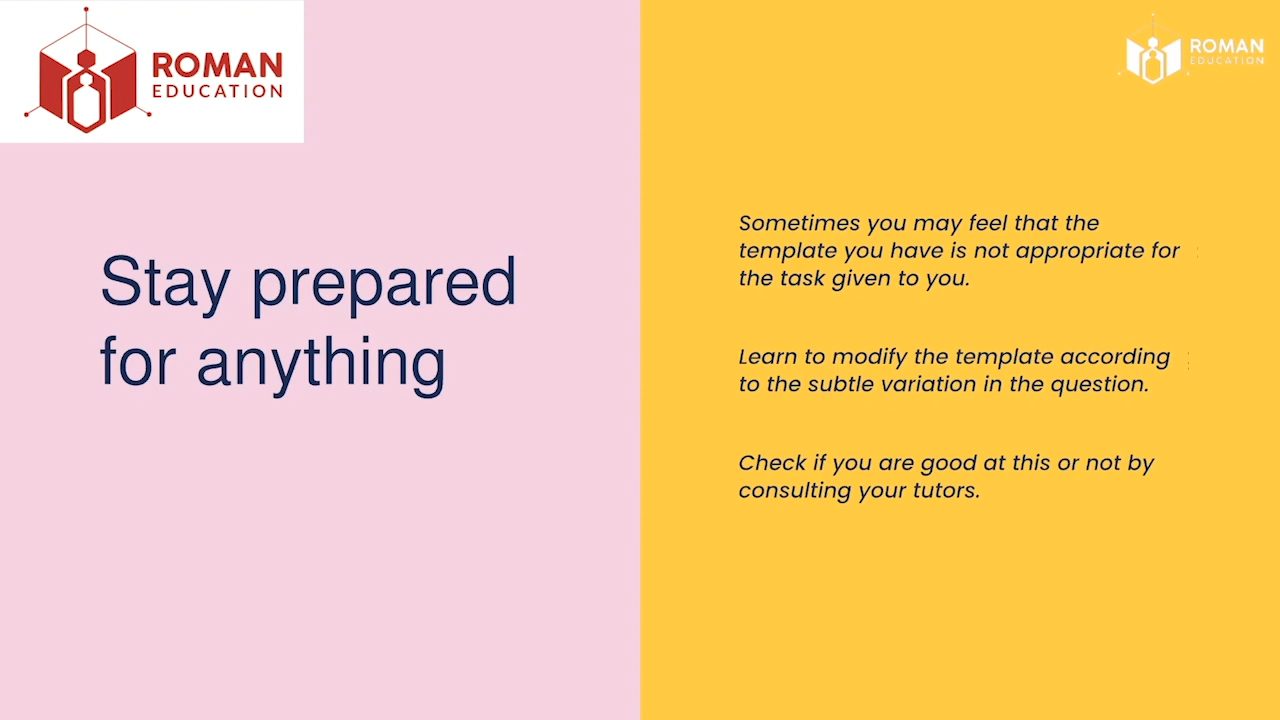 ROMAN
EDUCATION
ROMAN
EDUCATION
Stay prepared
for anything
Sometimes you may feel that the
template you have is not appropriate for
the task given to you.
Learn to modify the template according
to the subtle variation in the question.
Check if you are good at this or not by
consulting your tutors.